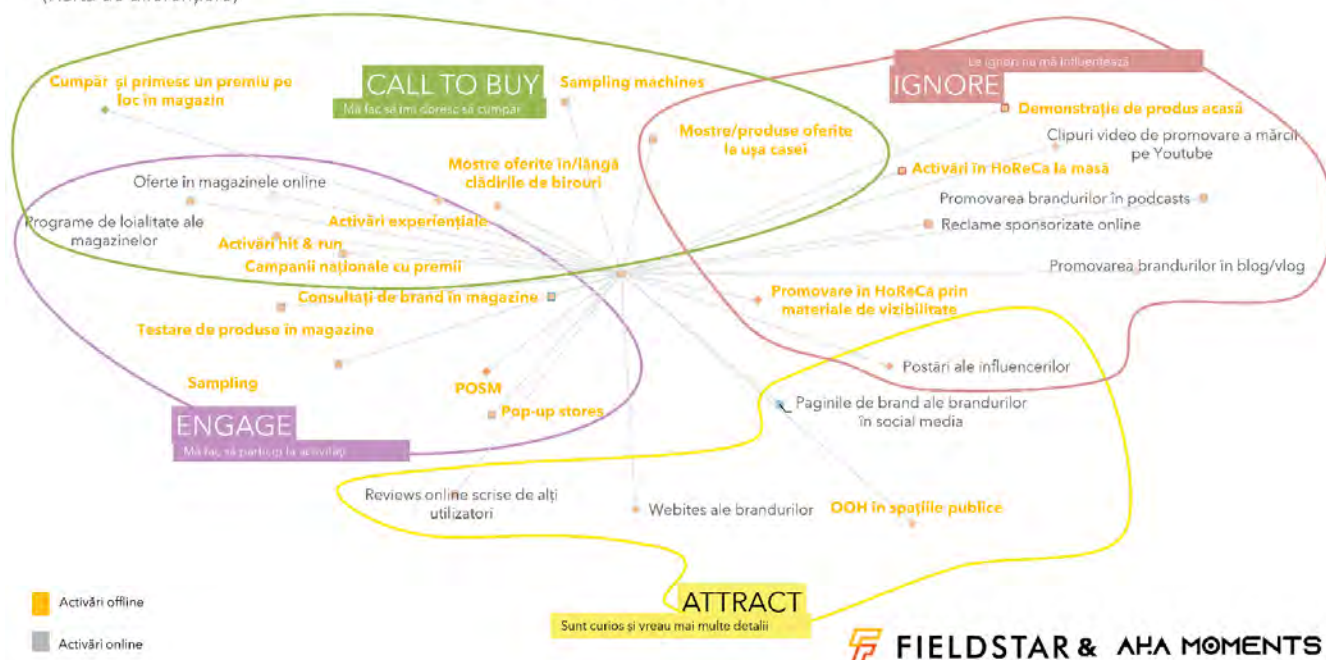 Cumpăr și primesc un premiu pe
loc în magazin
CALL TO BUY
Mă fac să îmi doresc să cumpăr
Sampling machines
Le ignor/ nu mă influențează
IGNORE
Demonstrație de produs acasă
Mostre/produse oferite
la ușa casei
Clipuri video de promovare a mărcii
pe Youtube
Mostre oferite în/lângă
clădirile de birouri
Activări în HoReCa la masă
Oferte în magazinele online
Promovarea brandurilor în podcasts
Programe de loialitate ale
magazinelor
Activări experiențiale
Reclame sponsorizate online
Activări hit & run
Campanii naționale cu premii
Promovarea brandurilor în blog/vlog
Consultați de brand în magazine
Promovare în HoReCa prin
materiale de vizibilitate
Testare de produse în magazine
Postări ale influencerilor
Sampling
POSM
Pop-up stores
Paginile de brand ale brandurilor
în social media
ENGAGE
Mă fac să particip la activități
Reviews online scrise de alți
utilizatori
Webites ale brandurilor
OOH în spațiile publice
ATTRACT
Sunt curios și vreau mai multe detalii
Activări offline
Activări online
FIELDSTAR & AHA MOMENTS